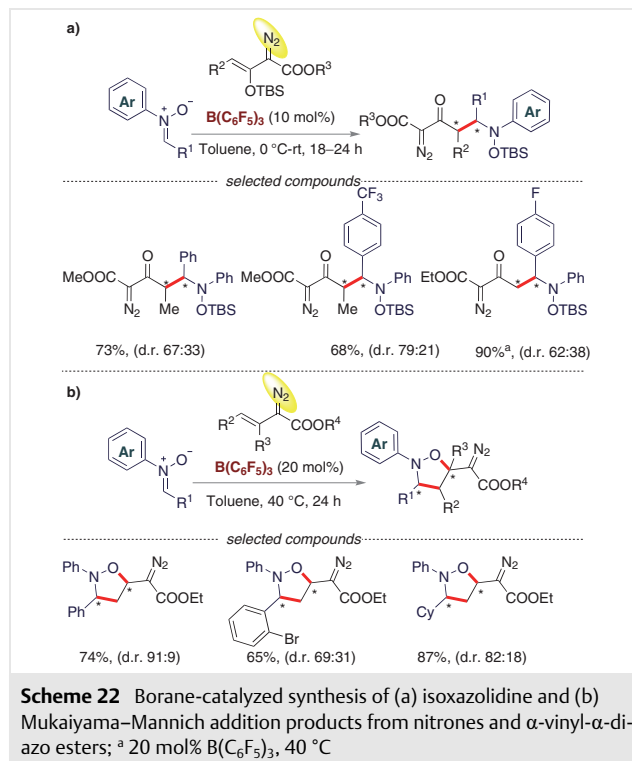 a)
N2
R2 COOR3
OTBS
Ar N+ O− R1
B(C6F5)3 (10 mol%)
Toluene, 0 °C-rt, 18–24 h
R3OOC O R1 Ar
N2 R2 * * N OTBS
selected compounds
MeOOC O Ph N Ph
N2 Me * * OTBS
73%, (d.r. 67:33)
CF3
MeOOC O N Ph
N2 Me * * OTBS
68%, (d.r. 79:21)
F
EtOOC O N Ph
N2 * OTBS
90%a, (d.r. 62:38)
b)
N2
R2 COOR4
R3
Ar N+ O− R1
B(C6F5)3 (20 mol%)
Toluene, 40 °C, 24 h
Ar N O R3 N2
R1 * R2 * COOR4
selected compounds
Ph N O N2
Ph * * COOEt
74%, (d.r. 91:9)
Ph N O N2
* * COOEt
Br
65%, (d.r. 69:31)
Ph N O N2
Cy * * COOEt
87%, (d.r. 82:18)
Scheme 22 Borane-catalyzed synthesis of (a) isoxazolidine and (b)
Mukaiyama–Mannich addition products from nitrones and α-vinyl-α-di-
azo esters; a 20 mol% B(C6F5)3, 40 °C